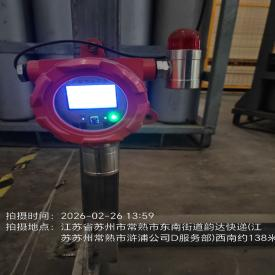 拍摄时间： 2026-02-26 13:59
拍摄地点： 江苏省苏州市常熟市东南街道韵达快递(江
苏苏州常熟市浒浦公司D服务部)西南约138米